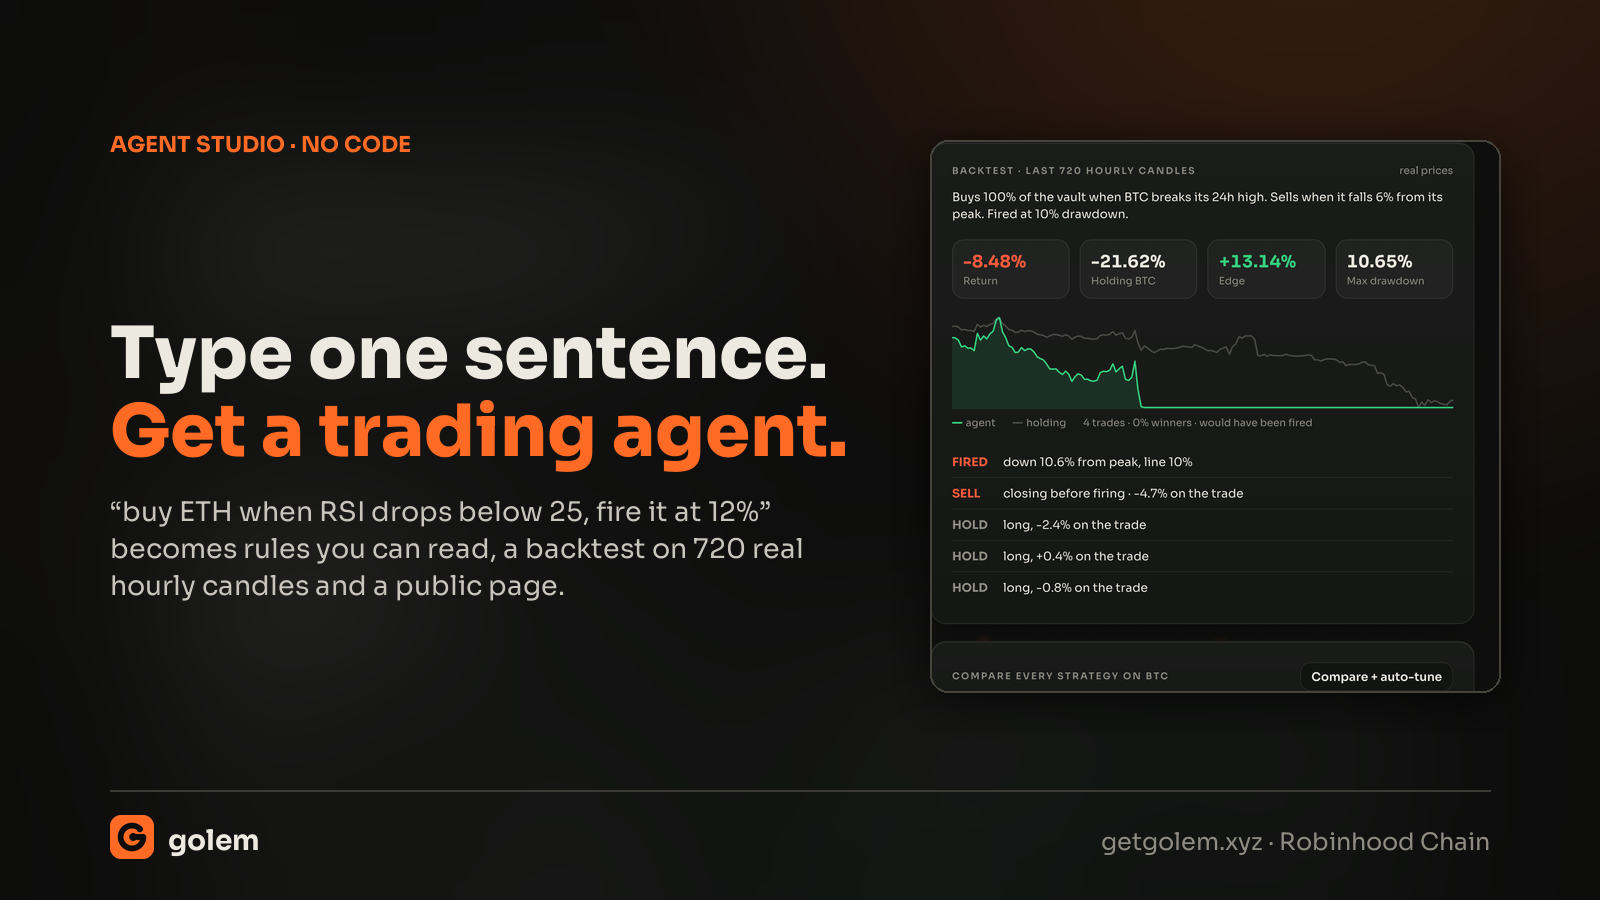 AGENT STUDIO · NO CODE
Type one sentence.
Get a trading agent.
“buy ETH when RSI drops below 25, fire it at 12%”
becomes rules you can read, a backtest on 720 real
hourly candles and a public page.
BACKTEST · LAST 720 HOURLY CANDLES
real prices
Buys 100% of the vault when BTC breaks its 24h high. Sells when it falls 6% from its
peak. Fired at 10% drawdown.
-8.48%
Return
-21.62%
Holding BTC
+13.14%
Edge
10.65%
Max drawdown
agent
holding
4 trades · 0% winners · would have been fired
FIRED down 10.6% from peak, line 10%
SELL closing before firing · -4.7% on the trade
HOLD long, -2.4% on the trade
HOLD long, +0.4% on the trade
HOLD long, -0.8% on the trade
COMPARE EVERY STRATEGY ON BTC
Compare + auto-tune
G golem
getgolem.xyz · Robinhood Chain